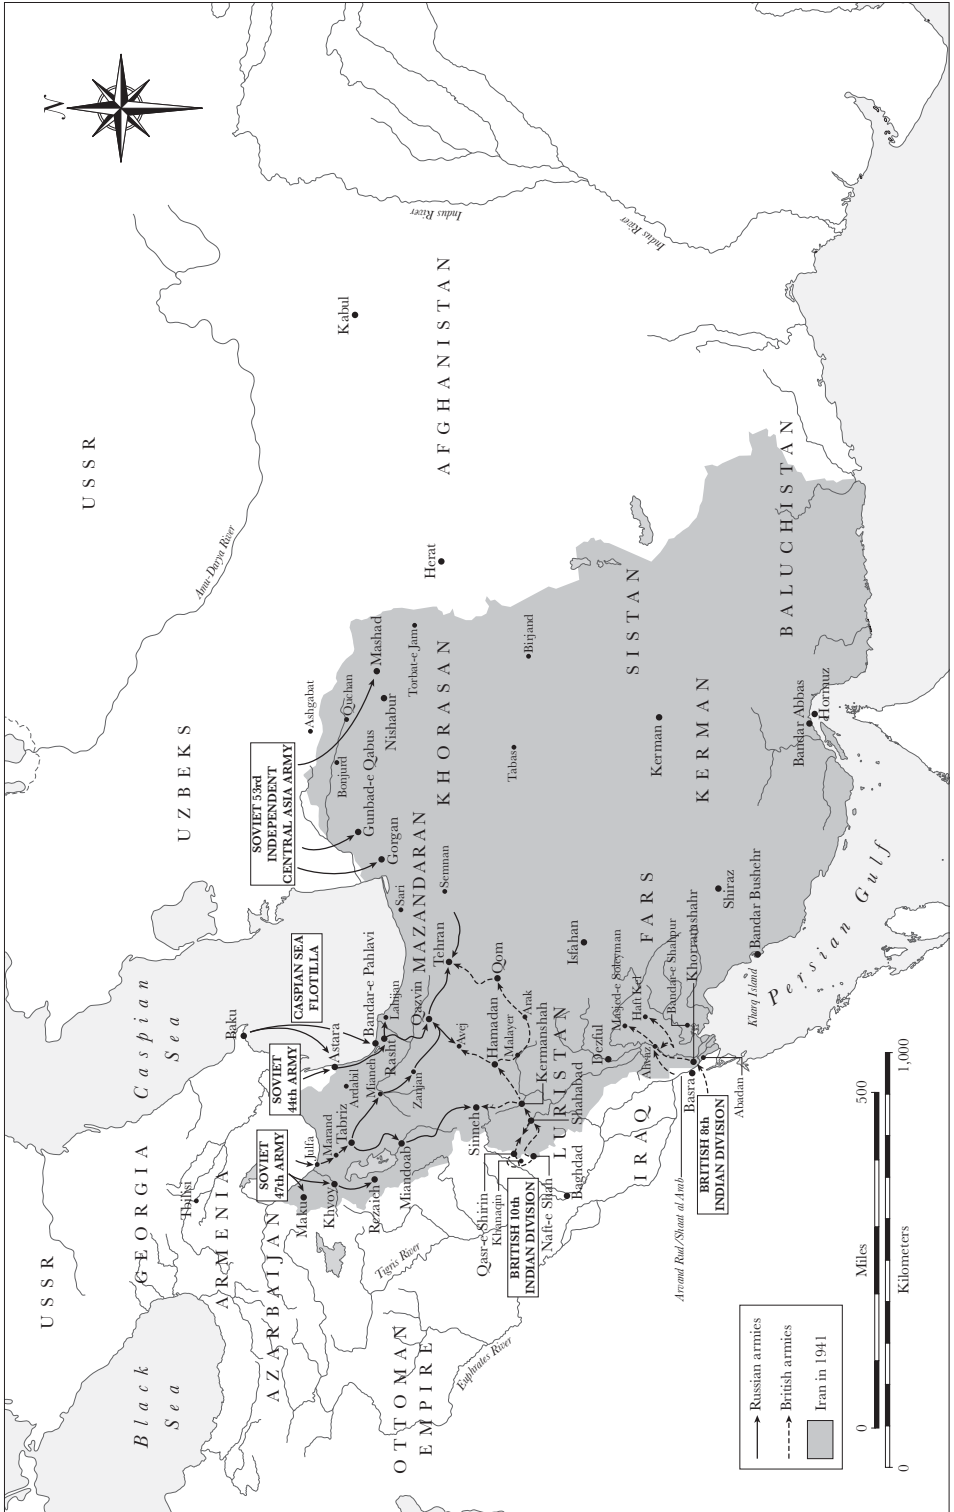 N
USSR
USSR
UZBEKS
GEORGIA
ARMENIA
AZARBAIJAN
OTTOMAN
EMPIRE
Black
Sea
Caspian
Sea
Tbilisi
Baku
Amu-Darya River
Indus River
Indus River
Kabul
AFGHANISTAN
Herat
SOVIET
47th ARMY
SOVIET
44th ARMY
CASPIAN SEA
FLOTILLA
SOVIET 53rd
INDEPENDENT
CENTRAL ASIA ARMY
Maku
Khvoy
Rezaieh
Julfa
Marand
Tabriz
Miandoab
Ardabil
Mianeh
Astara
Zanjan
Rasht
Bandar-e Pahlavi
Lahijan
Qazvin
MAZANDARAN
Tehran
Sari
Semnan
Gorgan
Gunbad-e Qabus
Bonjurd
Quchan
Ashgabat
Nishabur
Mashad
Torbat-e Jam
KHORASAN
Tigris River
Euphrates River
Sinneh
Avej
Hamadan
Malayer
Arak
Qom
Kermanshah
Shahabad
LURISTAN
Qasr-e Shirin
Khanaqin
BRITISH 10th
INDIAN DIVISION
Naft-e Shah
Baghdad
IRAQ
Dezful
Isfahan
Tabas
Birjand
SISTAN
Masjed-e Soleyman
Haft Kel
Ahvaz
Bandar-e Shahpur
Khorramshahr
FARS
Kerman
KERMAN
Basra
Abadan
BRITISH 8th
INDIAN DIVISION
Arvand Rud/Shaat al Arab
Shiraz
Bandar Bushehr
Kharq Island
Persian Gulf
Bandar Abbas
Hormuz
BALUCHISTAN
Russian armies
British armies
Iran in 1941
0
Miles
500
0
Kilometers
1,000